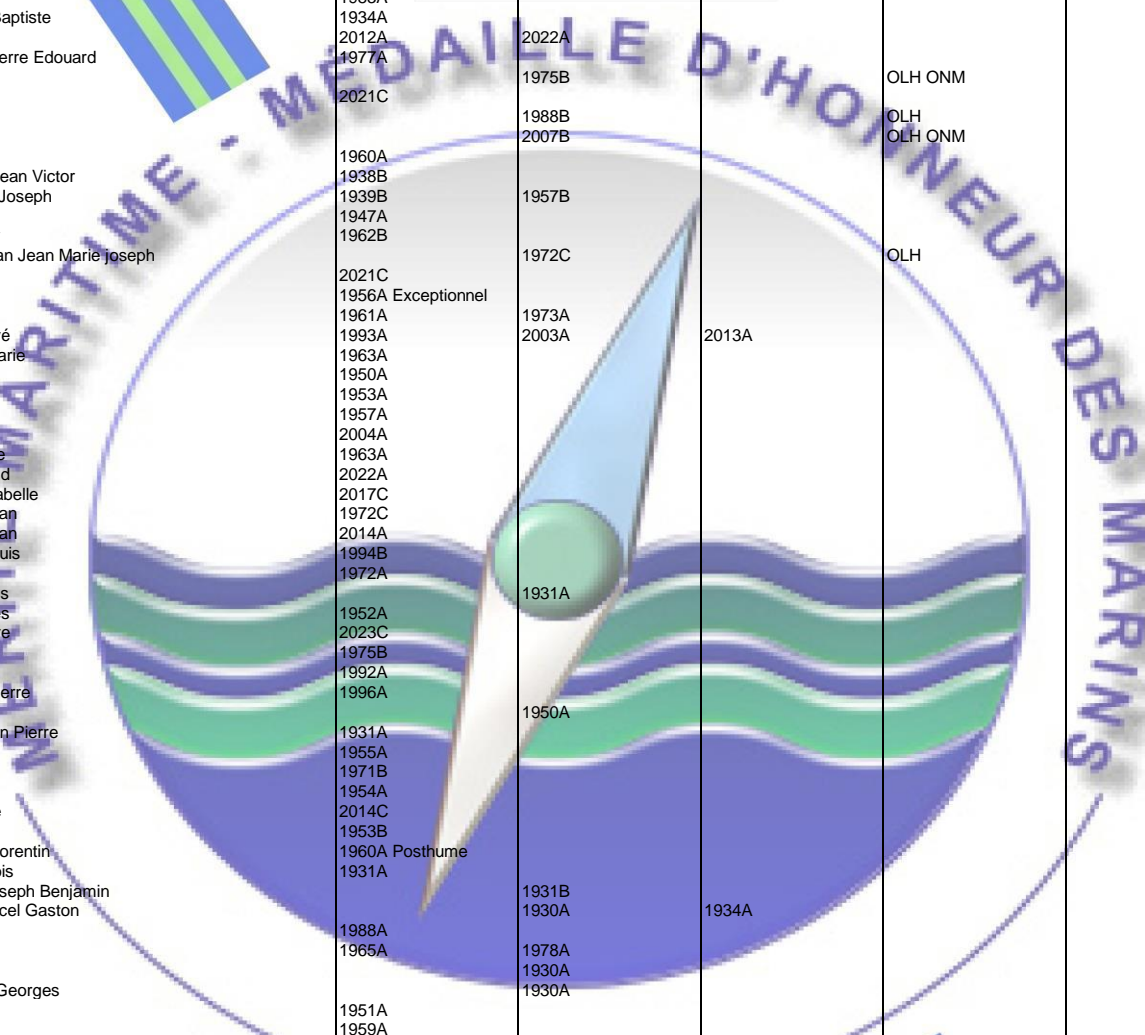 Baptiste 1934A
2012A 2022A
erre Edouard 1977A
1975B OLH ONM
2021C
1988B OLH
2007B OLH ONM
1960A
ean Victor 1938B
Joseph 1939B 1957B
1947A
1962B
an Jean Marie joseph 1972C OLH
2021C
1956A Exceptionnel
1961A 1973A
é 1993A 2003A 2013A
arie 1963A
1950A
1953A
1957A
2004A
e 1963A
d 2022A
abelle 2017C
an 1972C
an 2014A
uis 1994B
1972A
s 1931A
es 1952A
re 2023C
1975B
1992A
erre 1996A
1950A
n Pierre 1931A
1955A
1971B
1954A
2014C
1953B
orentin 1960A Posthume
ois 1931A
seph Benjamin 1931B
cel Gaston 1930A 1934A
1988A
1965A 1978A
1930A
Georges 1930A
1951A
1959A
MÉRITE MARITIME - MÉDAILLE D'HONNEUR DES MARINS